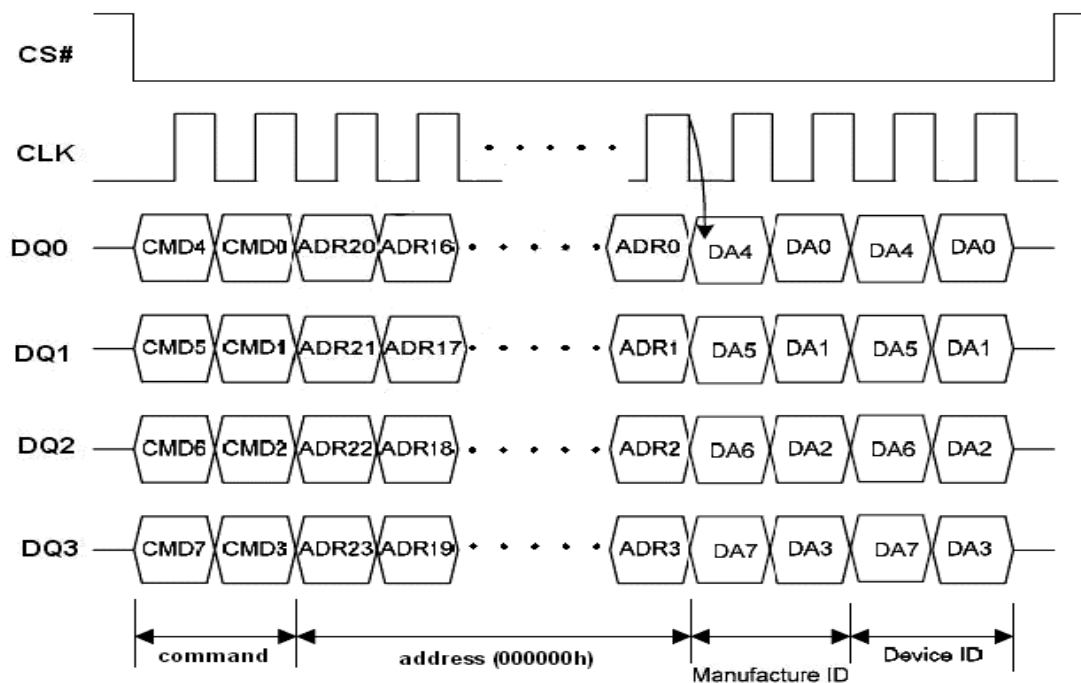 CS#
CLK
DQ0 CMD4 CMD0 ADR20 ADR16 ADR0 DA4 DA0 DA4 DA0
DQ1 CMD5 CMD1 ADR21 ADR17 ADR1 DA5 DA1 DA5 DA1
DQ2 CMD6 CMD2 ADR22 ADR18 ADR2 DA6 DA2 DA6 DA2
DQ3 CMD7 CMD3 ADR23 ADR19 ADR3 DA7 DA3 DA7 DA3
command address (000000h) Manufacture ID Device ID